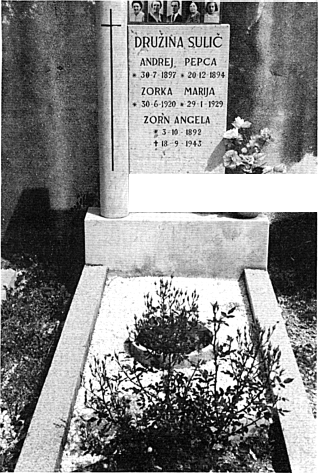 DRUŽINA SULIČ
ANDREJ PEPCA
* 30·7·1897 * 20·12·1894
ZORKA MARIJA
* 30·6·1920 * 29·1·1929
ZORN ANGELA
* 3·10·1892
† 18·9·1943